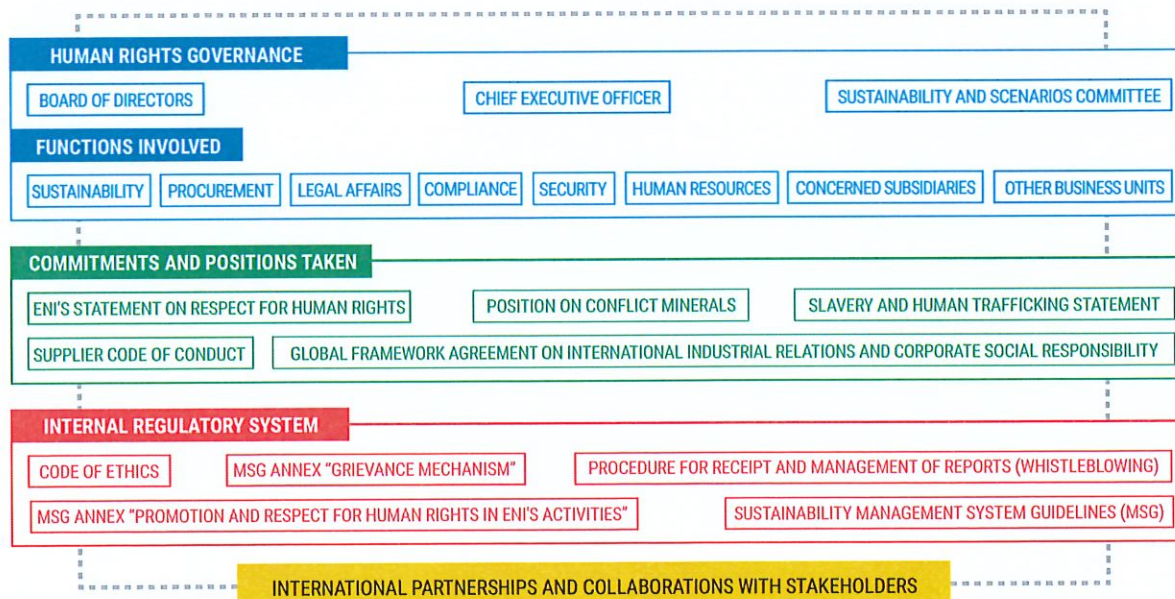 HUMAN RIGHTS GOVERNANCE
BOARD OF DIRECTORS
CHIEF EXECUTIVE OFFICER
SUSTAINABILITY AND SCENARIOS COMMITTEE
FUNCTIONS INVOLVED
SUSTAINABILITY
PROCUREMENT
LEGAL AFFAIRS
COMPLIANCE
SECURITY
HUMAN RESOURCES
CONCERNED SUBSIDIARIES
OTHER BUSINESS UNITS
COMMITMENTS AND POSITIONS TAKEN
ENI'S STATEMENT ON RESPECT FOR HUMAN RIGHTS
POSITION ON CONFLICT MINERALS
SLAVERY AND HUMAN TRAFFICKING STATEMENT
SUPPLIER CODE OF CONDUCT
GLOBAL FRAMEWORK AGREEMENT ON INTERNATIONAL INDUSTRIAL RELATIONS AND CORPORATE SOCIAL RESPONSIBILITY
INTERNAL REGULATORY SYSTEM
CODE OF ETHICS
MSG ANNEX "GRIEVANCE MECHANISM"
PROCEDURE FOR RECEIPT AND MANAGEMENT OF REPORTS (WHISTLEBLOWING)
MSG ANNEX "PROMOTION AND RESPECT FOR HUMAN RIGHTS IN ENI'S ACTIVITIES"
SUSTAINABILITY MANAGEMENT SYSTEM GUIDELINES (MSG)
INTERNATIONAL PARTNERSHIPS AND COLLABORATIONS WITH STAKEHOLDERS